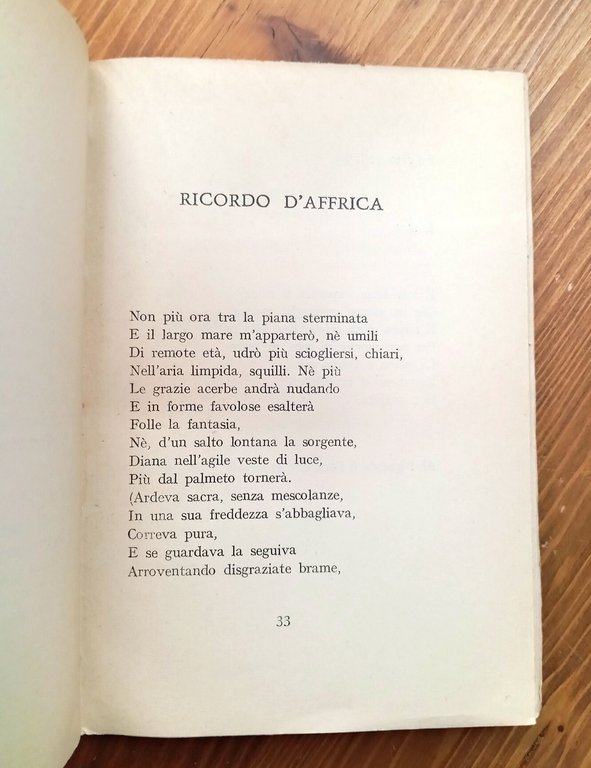 RICORDO D'AFFRICA
Non più ora tra la piana sterminata
E il largo mare m'apparterò, nè umili
Di remote età, udrò più sciogliersi, chiari,
Nell'aria limpida, squilli. Nè più
Le grazie acerbe andrà nudando
E in forme favolose esalterà
Folle la fantasia,
Nè, d'un salto lontana la sorgente,
Diana nell'agile veste di luce,
Più dal palmeto tornerà.
(Ardeva sacra, senza mescolanze,
In una sua freddezza s'abbagliava,
Correva pura,
E se guardava la seguiva
Arroventando disgraziate brame,
33